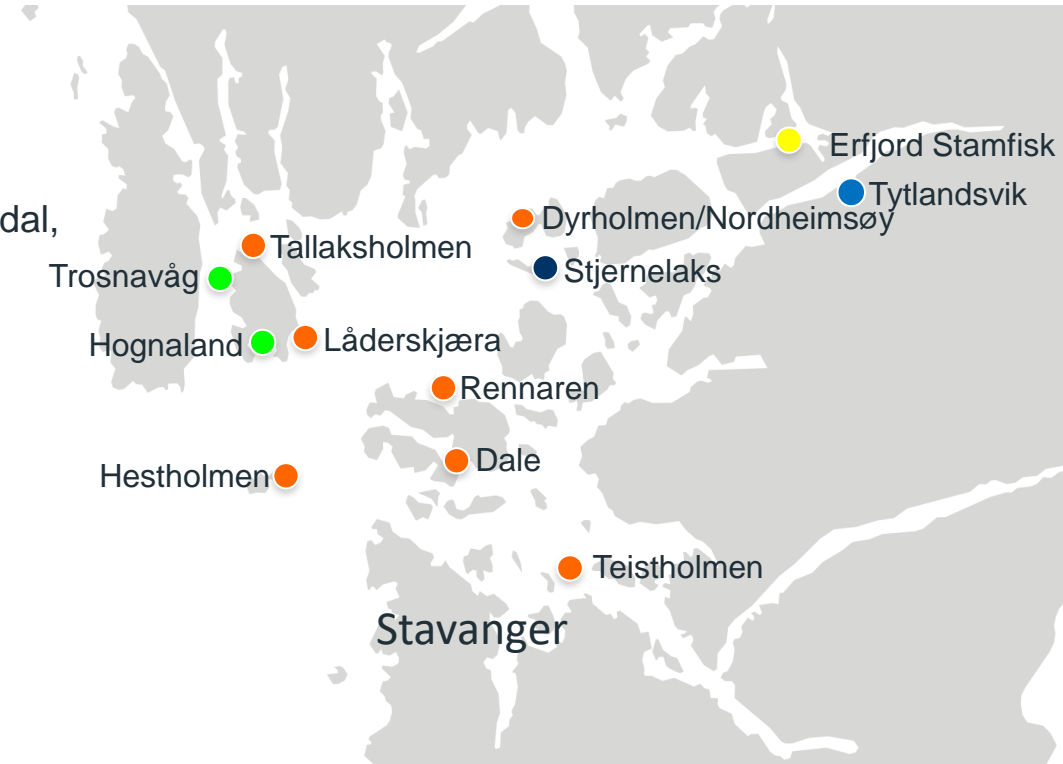 Erfjord Stamfisk
Tytlandsvik
dal,
Dyrholmen/Nordheimsøy
Tallaksholmen
Trosnavåg
Stjernelaks
Hognaland
Låderskjæra
Rennaren
Dale
Hestholmen
Teistholmen
Stavanger